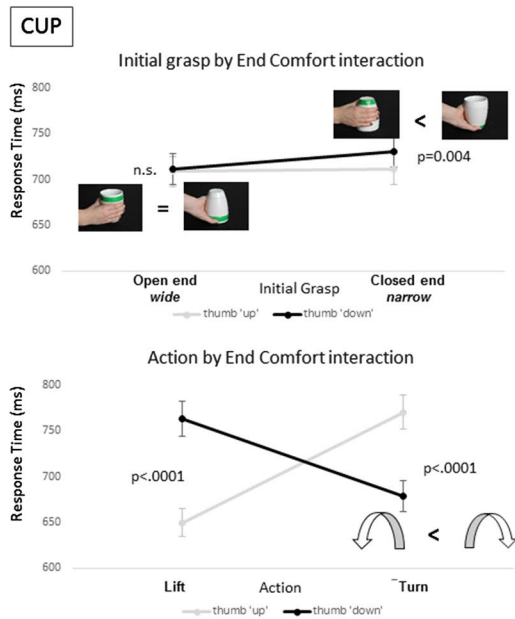 CUP
Initial grasp by End Comfort interaction
Response Time (ms)
800
750
700
650
600
n.s.
=
<
p=0.004
Open end
wide
Initial Grasp
Closed end
narrow
thumb 'up'
thumb 'down'
Action by End Comfort interaction
Response Time (ms)
800
750
700
650
600
p<.0001
p<.0001
<
Lift
Action
‾Turn
thumb 'up'
thumb 'down'